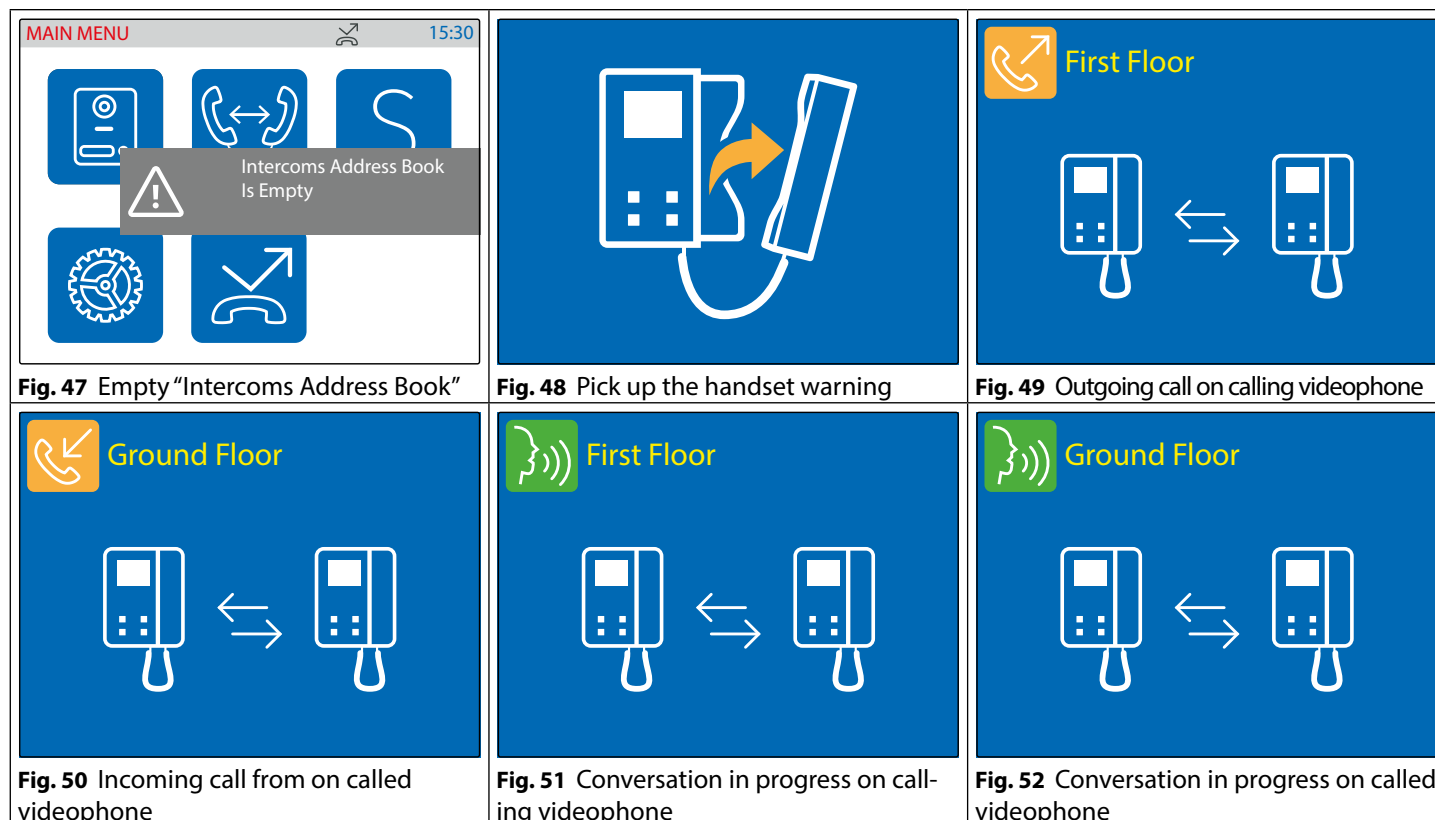 MAIN MENU 15:30
S
Intercoms Address Book
Is Empty
First Floor
Fig. 47 Empty “Intercoms Address Book”
Fig. 48 Pick up the handset warning
Fig. 49 Outgoing call on calling videophone
Ground Floor
First Floor
Ground Floor
Fig. 50 Incoming call from on called
videophone
Fig. 51 Conversation in progress on call-
ing videophone
Fig. 52 Conversation in progress on called
videophone